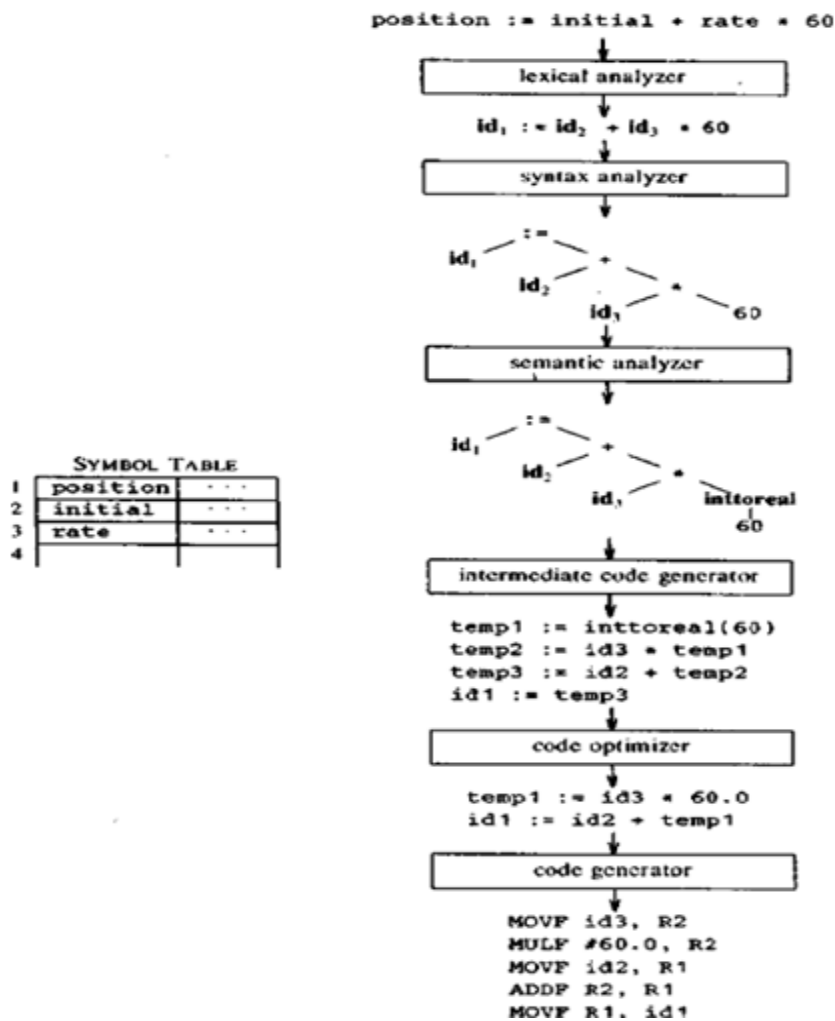 position := initial + rate * 60
lexical analyzer
id₁ := id₂ + id₃ * 60
syntax analyzer
:=
id₁ +
id₂ *
id₃ 60
semantic analyzer
:=
id₁ +
id₂ *
id₃ inttoreal
60
SYMBOL TABLE
1 position ...
2 initial ...
3 rate ...
4
intermediate code generator
temp1 := inttoreal(60)
temp2 := id3 * temp1
temp3 := id2 + temp2
id1 := temp3
code optimizer
temp1 := id3 * 60.0
id1 := id2 + temp1
code generator
MOVF id3, R2
MULF #60.0, R2
MOVF id2, R1
ADDF R2, R1
MOVF R1, id1